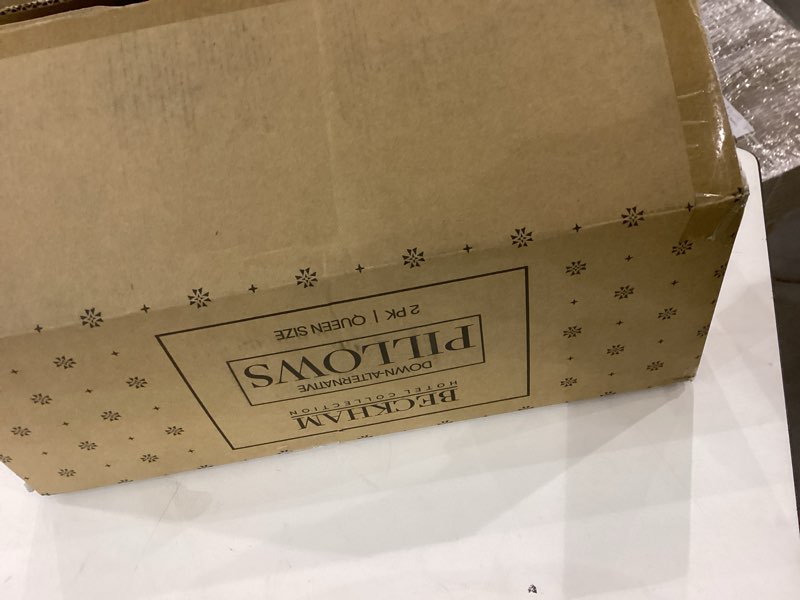 BECKHAM
HOTEL COLLECTION
DOWN-ALTERNATIVE
PILLOWS
2 PK | QUEEN SIZE